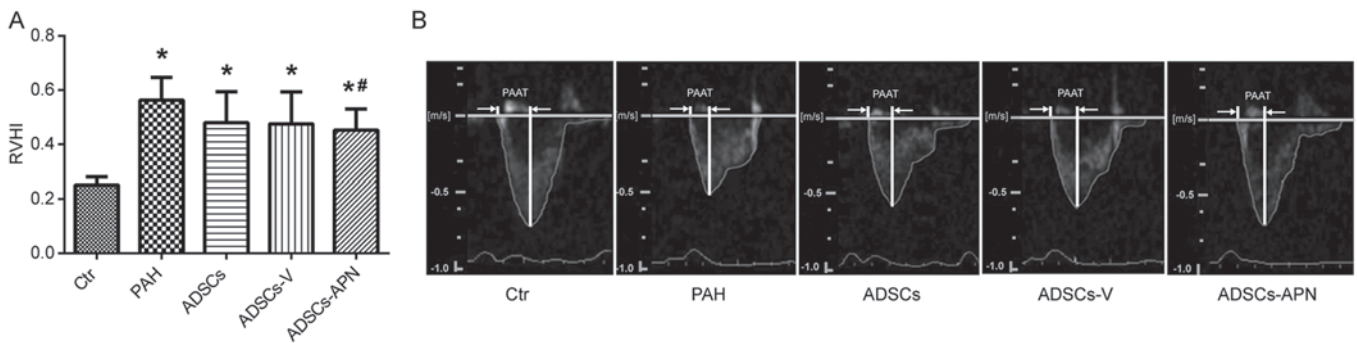 A
RVHI
0.8
0.6
0.4
0.2
0.0
*
*
*
*#
Ctr
PAH
ADSCs
ADSCs-V
ADSCs-APN
B
PAAT
[m/s]
-0.5
-1.0
Ctr
PAAT
[m/s]
-0.5
-1.0
PAH
PAAT
[m/s]
-0.5
-1.0
ADSCs
PAAT
[m/s]
-0.5
-1.0
ADSCs-V
PAAT
[m/s]
-0.5
-1.0
ADSCs-APN